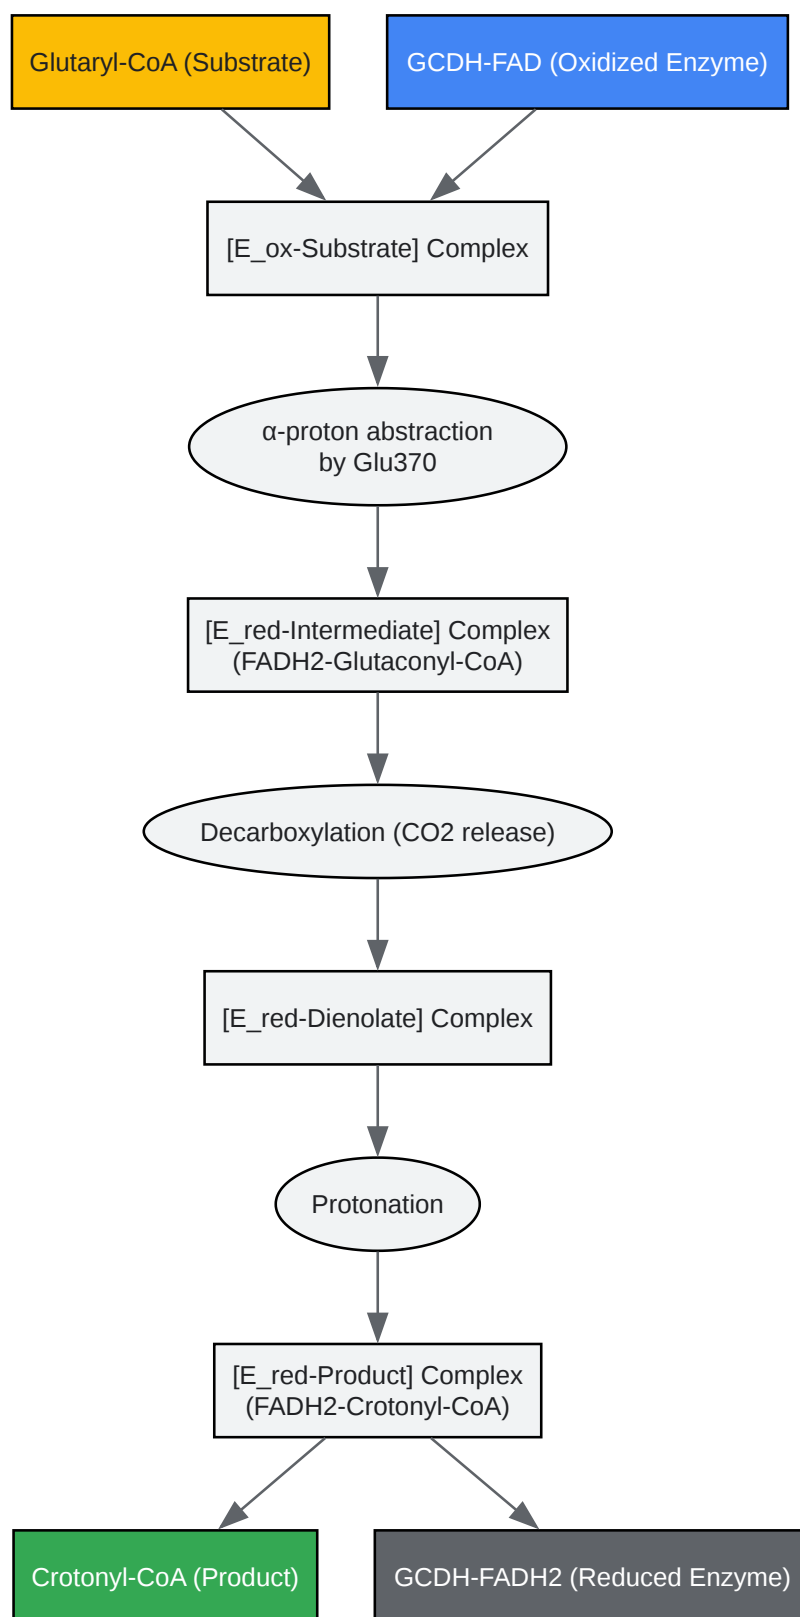 Glutaryl-CoA (Substrate)
GCDH-FAD (Oxidized Enzyme)
[E_ox-Substrate] Complex
α-proton abstraction
by Glu370
[E_red-Intermediate] Complex
(FADH2-Glutaconyl-CoA)
Decarboxylation (CO2 release)
[E_red-Dienolate] Complex
Protonation
[E_red-Product] Complex
(FADH2-Crotonyl-CoA)
Crotonyl-CoA (Product)
GCDH-FADH2 (Reduced Enzyme)